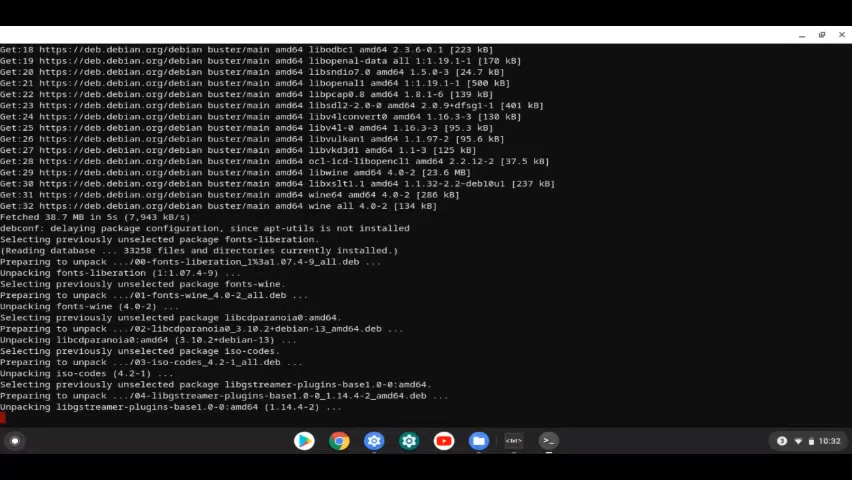 Get:18 https://deb.debian.org/debian buster/main amd64 libodbc1 amd64 2.3.6-0.1 [223 kB]
Get:19 https://deb.debian.org/debian buster/main amd64 libopenal-data all 1:1.19.1-1 [170 kB]
Get:20 https://deb.debian.org/debian buster/main amd64 libsndio7.0 amd64 1.5.0-3 [24.7 kB]
Get:21 https://deb.debian.org/debian buster/main amd64 libopenal1 amd64 1:1.19.1-1 [500 kB]
Get:22 https://deb.debian.org/debian buster/main amd64 libpcap0.8 amd64 1.8.1-6 [139 kB]
Get:23 https://deb.debian.org/debian buster/main amd64 libsdl2-2.0-0 amd64 2.0.9+dfsg1-1 [401 kB]
Get:24 https://deb.debian.org/debian buster/main amd64 libv4lconvert0 amd64 1.16.3-3 [130 kB]
Get:25 https://deb.debian.org/debian buster/main amd64 libv4l-0 amd64 1.16.3-3 [95.3 kB]
Get:26 https://deb.debian.org/debian buster/main amd64 libvulkan1 amd64 1.1.97-2 [95.6 kB]
Get:27 https://deb.debian.org/debian buster/main amd64 libvkd3d1 amd64 1.1-3 [125 kB]
Get:28 https://deb.debian.org/debian buster/main amd64 ocl-icd-libopencl1 amd64 2.2.12-2 [37.5 kB]
Get:29 https://deb.debian.org/debian buster/main amd64 libwine amd64 4.0-2 [23.6 MB]
Get:30 https://deb.debian.org/debian buster/main amd64 libxslt1.1 amd64 1.1.32-2.2~deb10u1 [237 kB]
Get:31 https://deb.debian.org/debian buster/main amd64 wine64 amd64 4.0-2 [286 kB]
Get:32 https://deb.debian.org/debian buster/main amd64 wine all 4.0-2 [134 kB]
Fetched 38.7 MB in 5s (7,943 kB/s)
debconf: delaying package configuration, since apt-utils is not installed
Selecting previously unselected package fonts-liberation.
(Reading database ... 33258 files and directories currently installed.)
Preparing to unpack .../00-fonts-liberation_1%3a1.07.4-9_all.deb ...
Unpacking fonts-liberation (1:1.07.4-9) ...
Selecting previously unselected package fonts-wine.
Preparing to unpack .../01-fonts-wine_4.0-2_all.deb ...
Unpacking fonts-wine (4.0-2) ...
Selecting previously unselected package libcdparanoia0:amd64.
Preparing to unpack .../02-libcdparanoia0_3.10.2+debian-13_amd64.deb ...
Unpacking libcdparanoia0:amd64 (3.10.2+debian-13) ...
Selecting previously unselected package iso-codes.
Preparing to unpack .../03-iso-codes_4.2-1_all.deb ...
Unpacking iso-codes (4.2-1) ...
Selecting previously unselected package libgstreamer-plugins-base1.0-0:amd64.
Preparing to unpack .../04-libgstreamer-plugins-base1.0-0_1.14.4-2_amd64.deb ...
Unpacking libgstreamer-plugins-base1.0-0:amd64 (1.14.4-2) ...
>_
10:32